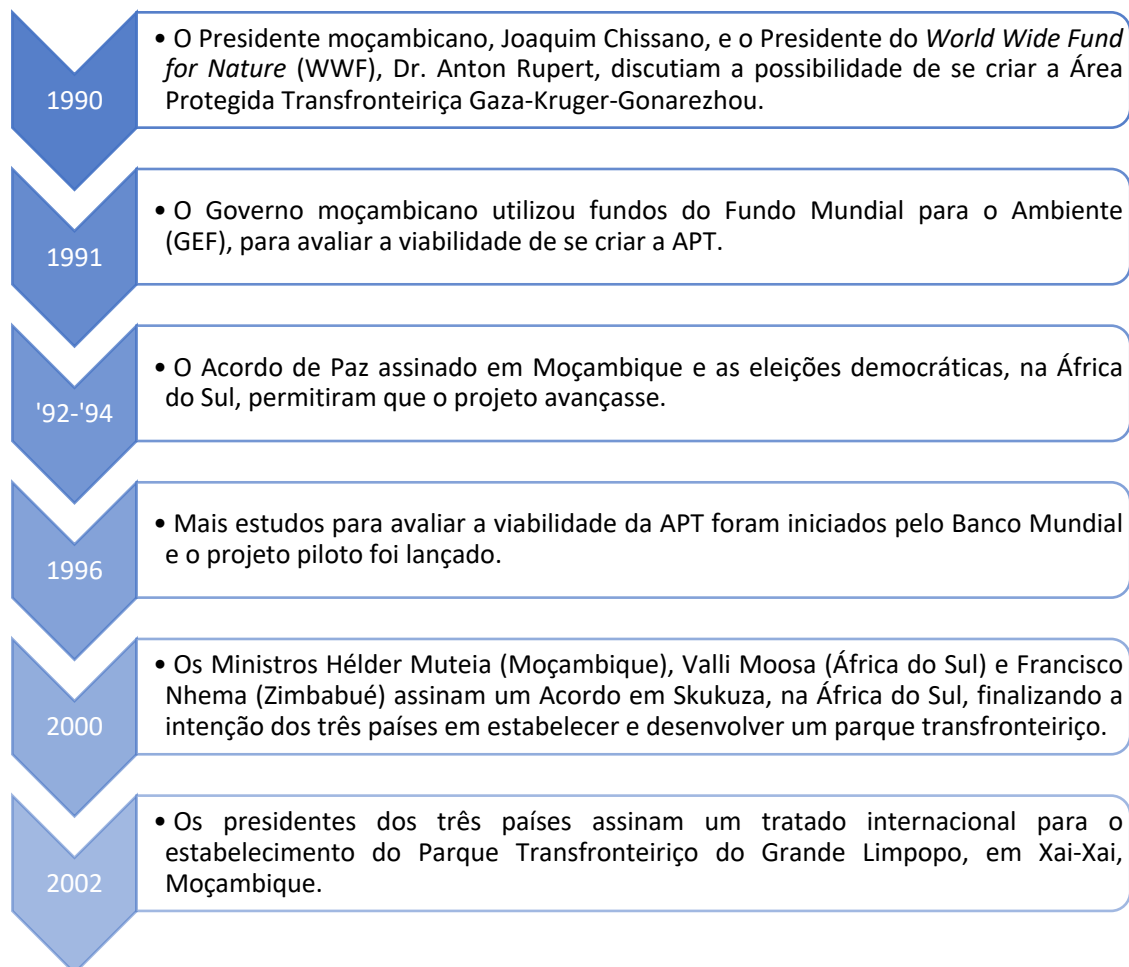 1990
• O Presidente moçambicano, Joaquim Chissano, e o Presidente do World Wide Fund
for Nature (WWF), Dr. Anton Rupert, discutiam a possibilidade de se criar a Área
Protegida Transfronteiriça Gaza-Kruger-Gonarezhou.
1991
• O Governo moçambicano utilizou fundos do Fundo Mundial para o Ambiente
(GEF), para avaliar a viabilidade de se criar a APT.
'92-'94
• O Acordo de Paz assinado em Moçambique e as eleições democráticas, na África
do Sul, permitiram que o projeto avançasse.
1996
• Mais estudos para avaliar a viabilidade da APT foram iniciados pelo Banco Mundial
e o projeto piloto foi lançado.
2000
• Os Ministros Hélder Muteia (Moçambique), Valli Moosa (África do Sul) e Francisco
Nhema (Zimbabué) assinam um Acordo em Skukuza, na África do Sul, finalizando a
intenção dos três países em estabelecer e desenvolver um parque transfronteiriço.
2002
• Os presidentes dos três países assinam um tratado internacional para o
estabelecimento do Parque Transfronteiriço do Grande Limpopo, em Xai-Xai,
Moçambique.